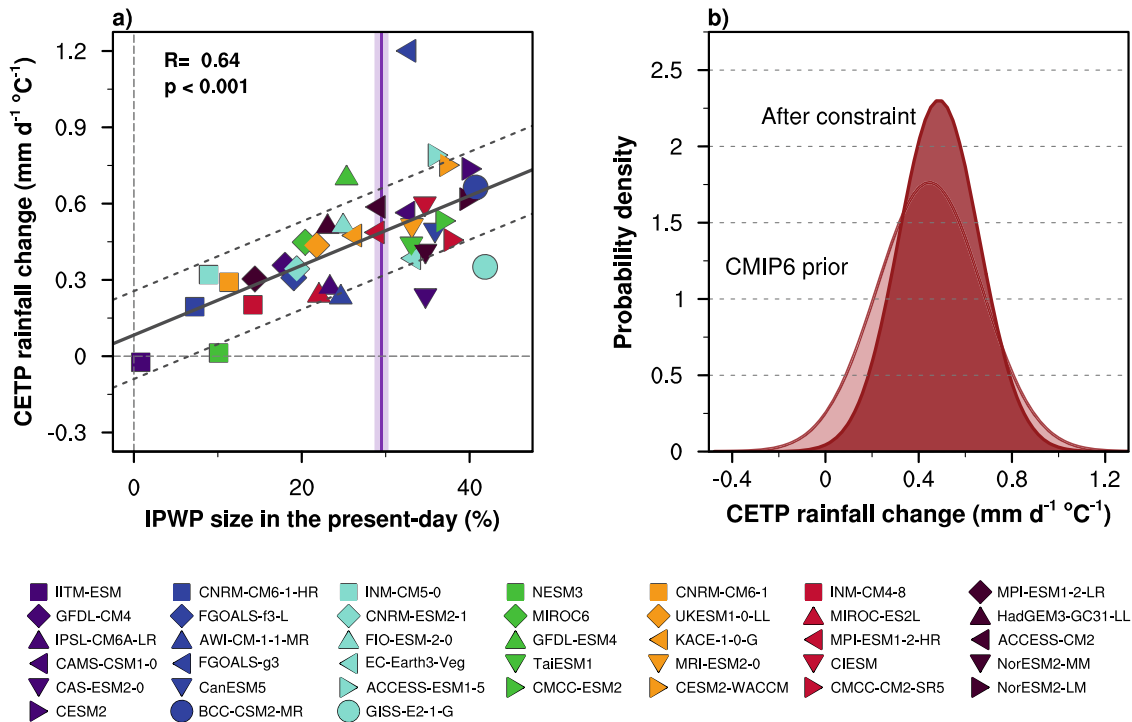 a)
R= 0.64
p < 0.001
CETP rainfall change (mm d⁻¹ °C⁻¹)
1.2
0.9
0.6
0.3
0
-0.3
0 20 40
IPWP size in the present-day (%)
b)
After constraint
CMIP6 prior
Probability density
2.5
2
1.5
1
0.5
0
-0.4 0 0.4 0.8 1.2
CETP rainfall change (mm d⁻¹ °C⁻¹)
IITM-ESM CNRM-CM6-1-HR INM-CM5-0 NESM3 CNRM-CM6-1 INM-CM4-8 MPI-ESM1-2-LR
GFDL-CM4 FGOALS-f3-L CNRM-ESM2-1 MIROC6 UKESM1-0-LL MIROC-ES2L HadGEM3-GC31-LL
IPSL-CM6A-LR AWI-CM-1-1-MR FIO-ESM-2-0 GFDL-ESM4 KACE-1-0-G MPI-ESM1-2-HR ACCESS-CM2
CAMS-CSM1-0 FGOALS-g3 EC-Earth3-Veg TaiESM1 MRI-ESM2-0 CIESM NorESM2-MM
CAS-ESM2-0 CanESM5 ACCESS-ESM1-5 CMCC-ESM2 CESM2-WACCM CMCC-CM2-SR5 NorESM2-LM
CESM2 BCC-CSM2-MR GISS-E2-1-G